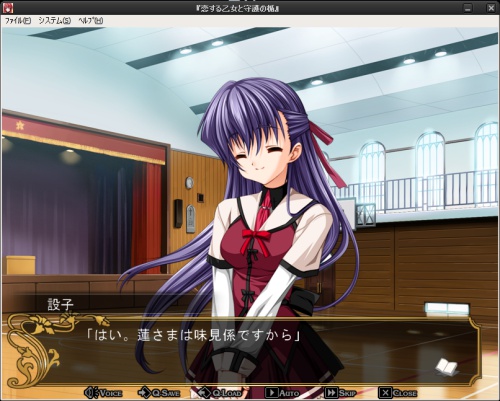 『恋する乙女と守護の楯』
ファイル(F) システム(S) ヘルプ(H)
設子
「はい。蓮さまは味見係ですから」
VOICE Q-SAVE Q-LOAD AUTO SKIP CLOSE